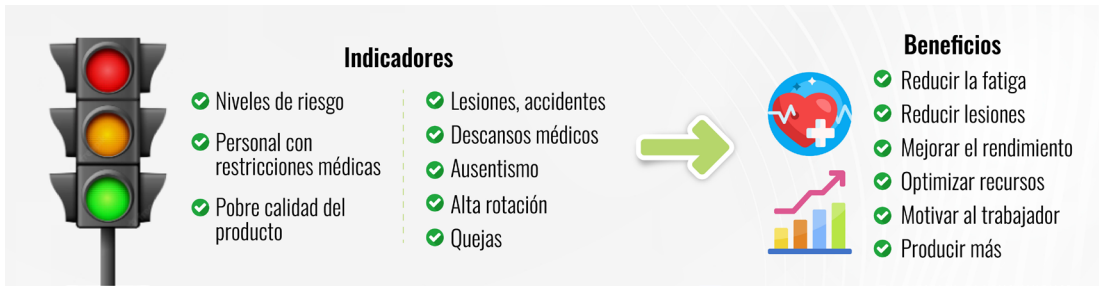 Indicadores
Niveles de riesgo
Personal con
restricciones médicas
Pobre calidad del
producto
Lesiones, accidentes
Descansos médicos
Ausentismo
Alta rotación
Quejas
Beneficios
Reducir la fatiga
Reducir lesiones
Mejorar el rendimiento
Optimizar recursos
Motivar al trabajador
Producir más